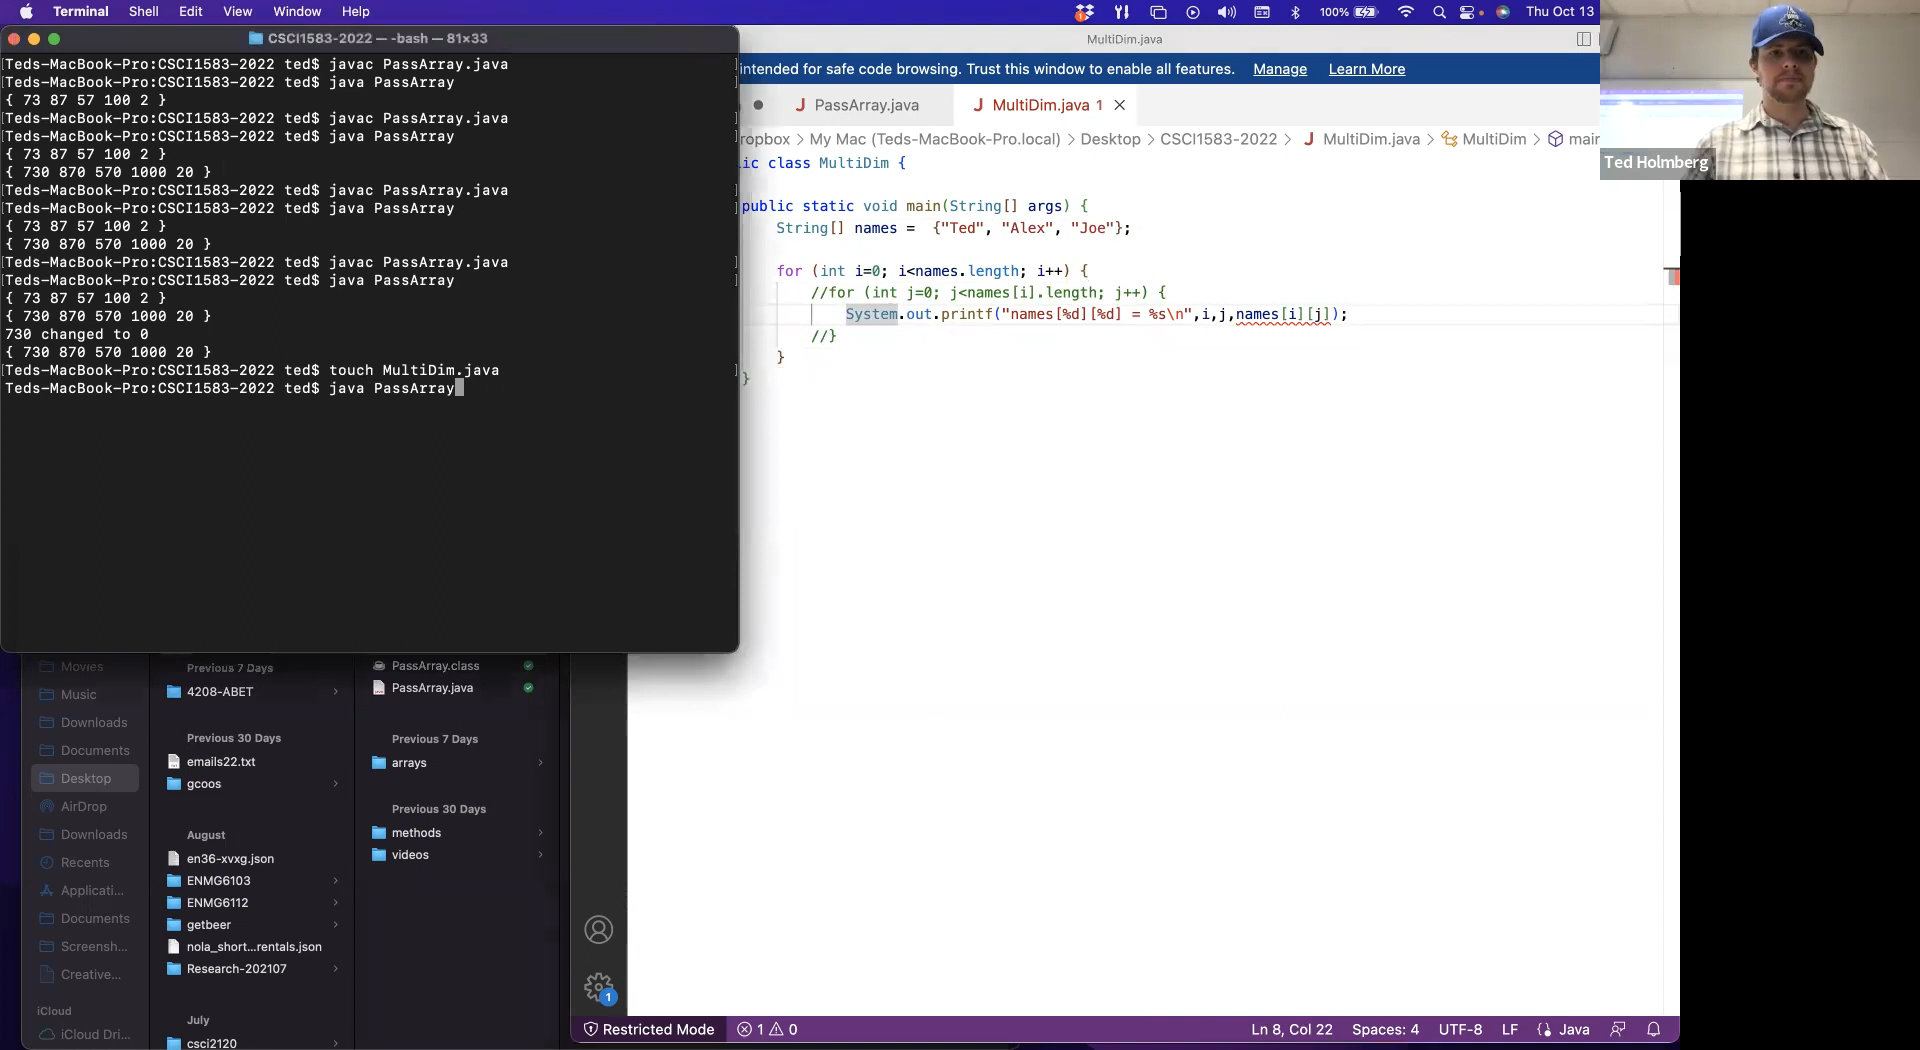 Terminal Shell Edit View Window Help 100% Thu Oct 13
CSCI1583-2022 — -bash — 81×33
[Teds-MacBook-Pro:CSCI1583-2022 ted$ javac PassArray.java ]
[Teds-MacBook-Pro:CSCI1583-2022 ted$ java PassArray ]
{ 73 87 57 100 2 }
[Teds-MacBook-Pro:CSCI1583-2022 ted$ javac PassArray.java ]
[Teds-MacBook-Pro:CSCI1583-2022 ted$ java PassArray ]
{ 73 87 57 100 2 }
{ 730 870 570 1000 20 }
[Teds-MacBook-Pro:CSCI1583-2022 ted$ javac PassArray.java ]
[Teds-MacBook-Pro:CSCI1583-2022 ted$ java PassArray ]
{ 73 87 57 100 2 }
{ 730 870 570 1000 20 }
[Teds-MacBook-Pro:CSCI1583-2022 ted$ javac PassArray.java ]
[Teds-MacBook-Pro:CSCI1583-2022 ted$ java PassArray ]
{ 73 87 57 100 2 }
{ 730 870 570 1000 20 }
730 changed to 0
{ 730 870 570 1000 20 }
[Teds-MacBook-Pro:CSCI1583-2022 ted$ touch MultiDim.java ]
Teds-MacBook-Pro:CSCI1583-2022 ted$ java PassArray
MultiDim.java
intended for safe code browsing. Trust this window to enable all features. Manage Learn More
PassArray.java MultiDim.java 1
ropbox > My Mac (Teds-MacBook-Pro.local) > Desktop > CSCI1583-2022 > MultiDim.java > MultiDim > main
lic class MultiDim {
public static void main(String[] args) {
String[] names =  {"Ted", "Alex", "Joe"};
for (int i=0; i<names.length; i++) {
//for (int j=0; j<names[i].length; j++) {
System.out.printf("names[%d][%d] = %s\n",i,j,names[i][j]);
//}
}
}
Ted Holmberg
Movies
Music
Downloads
Documents
Desktop
AirDrop
Downloads
Recents
Applicati...
Documents
Screensh...
Creative...
iCloud
iCloud Dri...
Previous 7 Days
4208-ABET
Previous 30 Days
emails22.txt
gcoos
August
en36-xvxg.json
ENMG6103
ENMG6112
getbeer
nola_short...rentals.json
Research-202107
July
csci2120
PassArray.class
PassArray.java
Previous 7 Days
arrays
Previous 30 Days
methods
videos
1
Restricted Mode 1 0 Ln 8, Col 22 Spaces: 4 UTF-8 LF Java